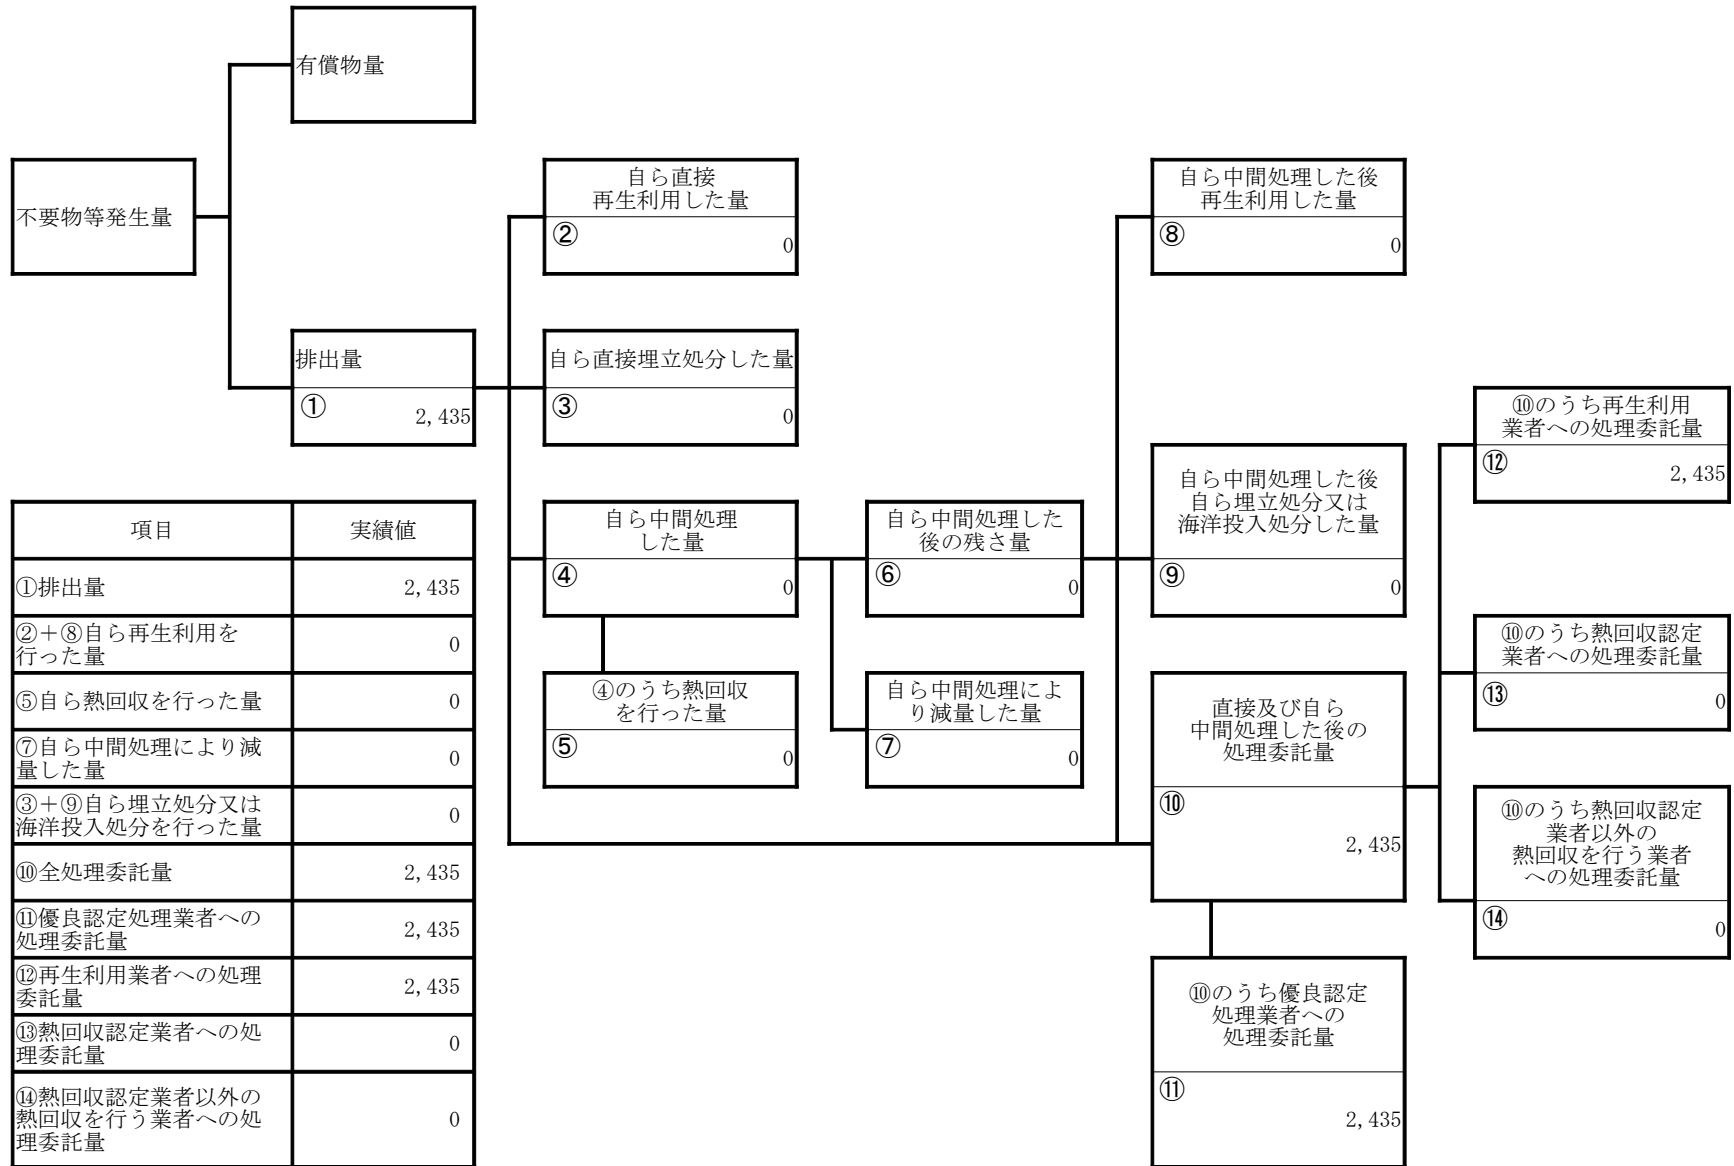 有償物量
不要物等発生量
自ら直接
再生利用した量
②
0
自ら中間処理した後
再生利用した量
⑧
0
排出量
①
2,435
自ら直接埋立処分した量
③
0
⑩のうち再生利用
業者への処理委託量
⑫
2,435
自ら中間処理した後
自ら埋立処分又は
海洋投入処分した量
⑨
0
自ら中間処理
した量
④
0
自ら中間処理した
後の残さ量
⑥
0
⑩のうち熱回収認定
業者への処理委託量
⑬
0
④のうち熱回収
を行った量
⑤
0
自ら中間処理によ
り減量した量
⑦
0
直接及び自ら
中間処理した後の
処理委託量
⑩
2,435
⑩のうち熱回収認定
業者以外の
熱回収を行う業者
への処理委託量
⑭
0
⑩のうち優良認定
処理業者への
処理委託量
⑪
2,435
項目 実績値
①排出量 2,435
②+⑧自ら再生利用を
行った量 0
⑤自ら熱回収を行った量 0
⑦自ら中間処理により減
量した量 0
③+⑨自ら埋立処分又は
海洋投入処分を行った量 0
⑩全処理委託量 2,435
⑪優良認定処理業者への
処理委託量 2,435
⑫再生利用業者への処理
委託量 2,435
⑬熱回収認定業者への処
理委託量 0
⑭熱回収認定業者以外の
熱回収を行う業者への処
理委託量 0